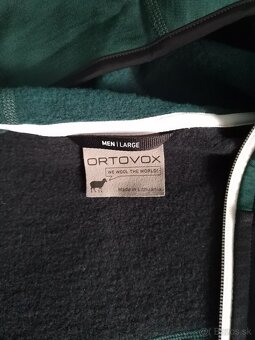 MEN | LARGE
ORTOVOX
WE WOOL THE WORLD!
Made in Lithuania